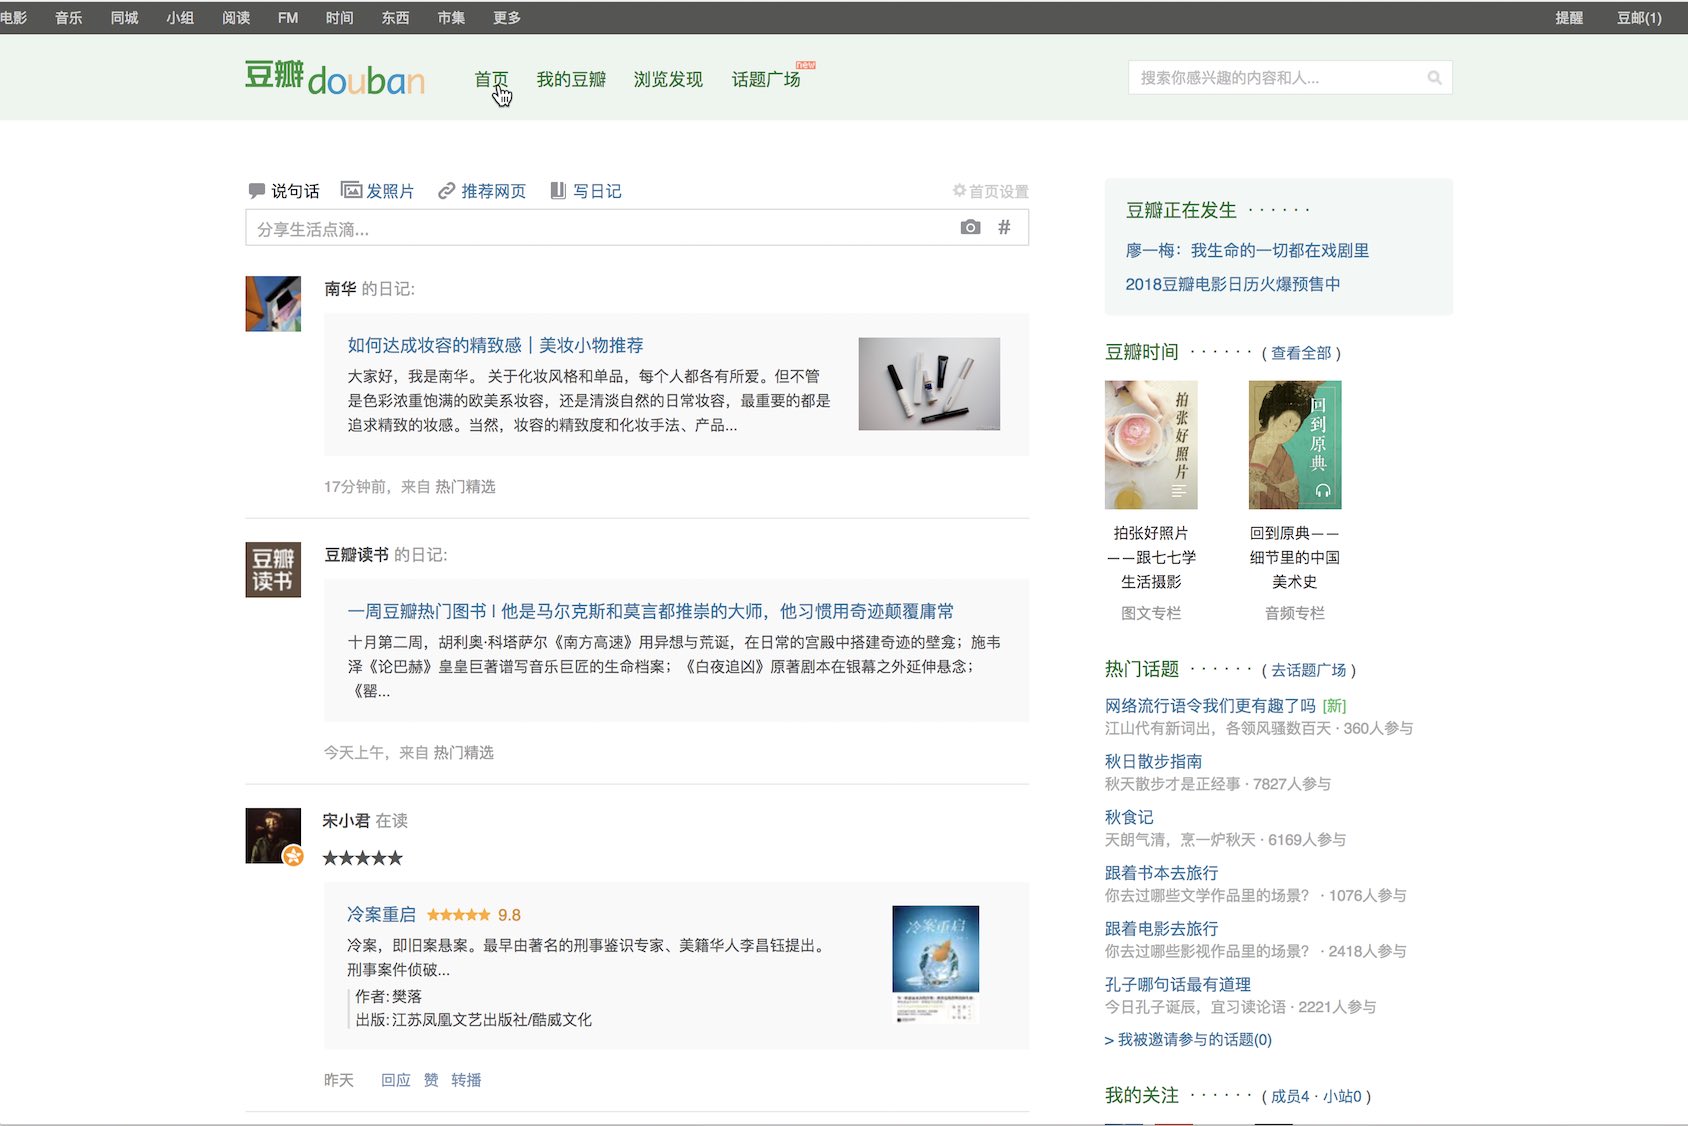 电影 音乐 同城 小组 阅读 FM 时间 东西 市集 更多 提醒 豆邮(1)
豆瓣douban 首页 我的豆瓣 浏览发现 话题广场 new 搜索你感兴趣的内容和人...
说句话 发照片 推荐网页 写日记 首页设置
分享生活点滴... #
南华 的日记:
如何达成妆容的精致感｜美妆小物推荐
大家好，我是南华。 关于化妆风格和单品，每个人都各有所爱。但不管
是色彩浓重饱满的欧美系妆容，还是清淡自然的日常妆容，最重要的都是
追求精致的妆感。当然，妆容的精致度和化妆手法、产品...
17分钟前，来自 热门精选
豆瓣
读书
豆瓣读书 的日记:
一周豆瓣热门图书 I 他是马尔克斯和莫言都推崇的大师，他习惯用奇迹颠覆庸常
十月第二周，胡利奥·科塔萨尔《南方高速》用异想与荒诞，在日常的宫殿中搭建奇迹的壁龛；施韦
泽《论巴赫》皇皇巨著谱写音乐巨匠的生命档案；《白夜追凶》原著剧本在银幕之外延伸悬念；
《罂...
今天上午，来自 热门精选
宋小君 在读
★★★★★
冷案重启 ★★★★★ 9.8
冷案，即旧案悬案。最早由著名的刑事鉴识专家、美籍华人李昌钰提出。
刑事案件侦破...
作者: 樊落
出版: 江苏凤凰文艺出版社/酷威文化
冷案重启
昨天 回应 赞 转播
豆瓣正在发生 · · · · · ·
廖一梅：我生命的一切都在戏剧里
2018豆瓣电影日历火爆预售中
豆瓣时间 · · · · · · ( 查看全部 )
拍张好照片
回到原典
拍张好照片
——跟七七学
生活摄影
图文专栏
回到原典——
细节里的中国
美术史
音频专栏
热门话题 · · · · · · ( 去话题广场 )
网络流行语令我们更有趣了吗 [新]
江山代有新词出，各领风骚数百天 · 360人参与
秋日散步指南
秋天散步才是正经事 · 7827人参与
秋食记
天朗气清，烹一炉秋天 · 6169人参与
跟着书本去旅行
你去过哪些文学作品里的场景？ · 1076人参与
跟着电影去旅行
你去过哪些影视作品里的场景？ · 2418人参与
孔子哪句话最有道理
今日孔子诞辰，宜习读论语 · 2221人参与
> 我被邀请参与的话题(0)
我的关注 · · · · · · ( 成员4 · 小站0 )